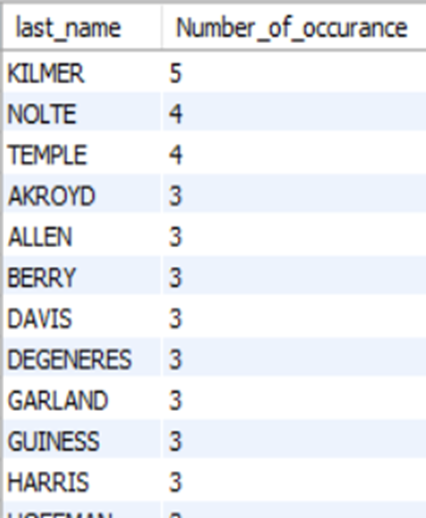 last_name Number_of_occurance
KILMER 5
NOLTE 4
TEMPLE 4
AKROYD 3
ALLEN 3
BERRY 3
DAVIS 3
DEGENERES 3
GARLAND 3
GUINESS 3
HARRIS 3